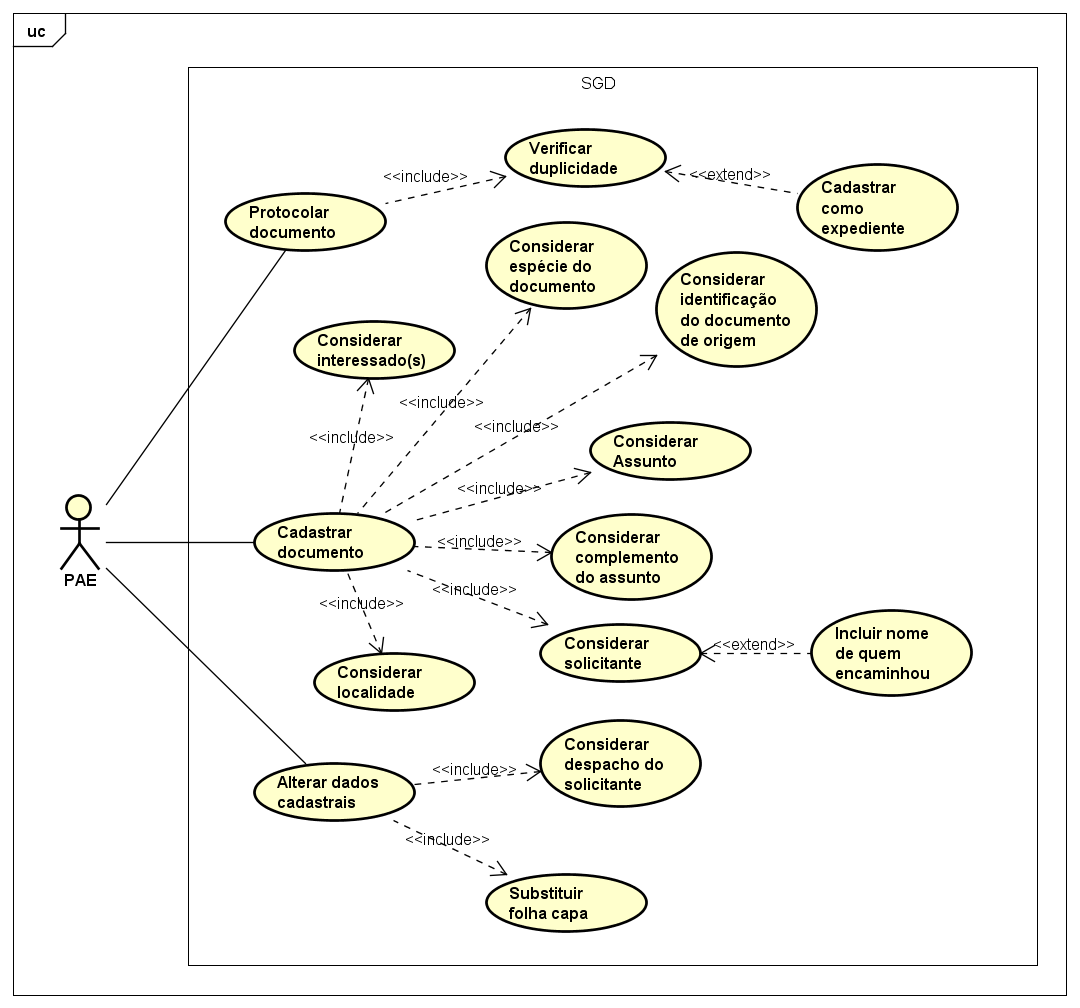 uc
SGD
Verificar
duplicidade
<<include>>
<<extend>>
Cadastrar
como
expediente
Protocolar
documento
Considerar
espécie do
documento
Considerar
identificação
do documento
de origem
Considerar
interessado(s)
<<include>>
<<include>>
<<include>>
Considerar
Assunto
<<include>>
Cadastrar
documento
<<include>>
Considerar
complemento
do assunto
PAE
<<include>>
<<include>>
Considerar
solicitante
<<extend>>
Incluir nome
de quem
encaminhou
Considerar
localidade
Considerar
despacho do
solicitante
<<include>>
Alterar dados
cadastrais
<<include>>
Substituir
folha capa